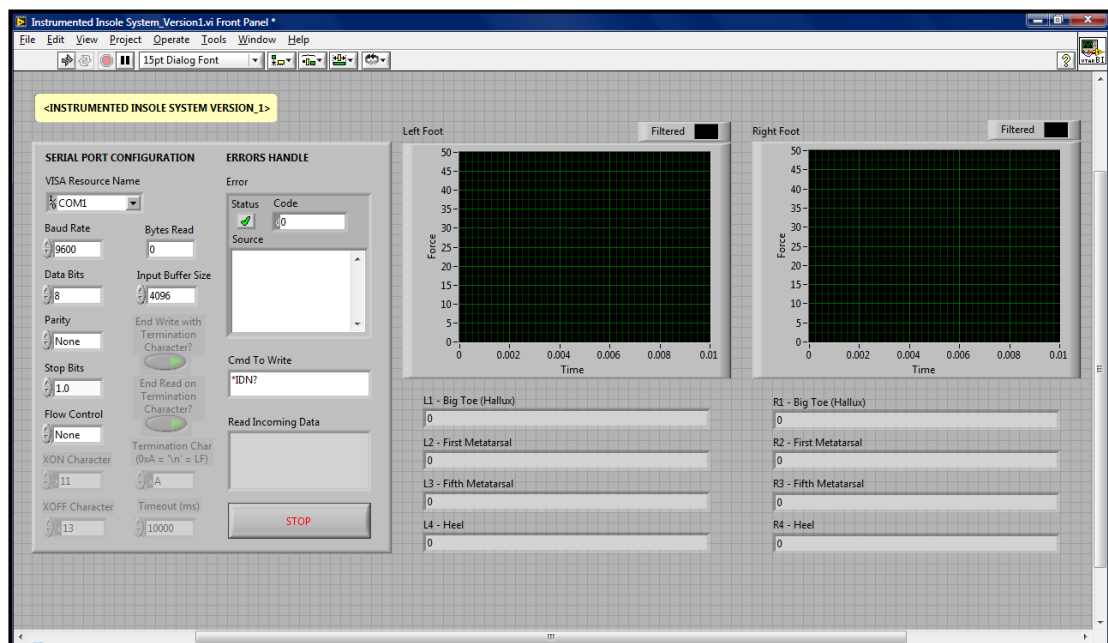 Instrumented Insole System_Version1.vi Front Panel *
File Edit View Project Operate Tools Window Help
15pt Dialog Font
<INSTRUMENTED INSOLE SYSTEM VERSION_1>
SERIAL PORT CONFIGURATION
VISA Resource Name
COM1
Baud Rate
9600
Bytes Read
0
Data Bits
8
Input Buffer Size
4096
Parity
None
End Write with
Termination
Character?
Stop Bits
1.0
End Read on
Termination
Character?
Flow Control
None
Termination Char
(0xA = '\n' = LF)
A
XON Character
11
XOFF Character
13
Timeout (ms)
10000
ERRORS HANDLE
Error
Status Code
0
Source
Cmd To Write
*IDN?
Read Incoming Data
STOP
Left Foot
Filtered
Force
50
45
40
35
30
25
20
15
10
5
0
0 0.002 0.004 0.006 0.008 0.01
Time
L1 - Big Toe (Hallux)
0
L2 - First Metatarsal
0
L3 - Fifth Metatarsal
0
L4 - Heel
0
Right Foot
Filtered
Force
50
45
40
35
30
25
20
15
10
5
0
0 0.002 0.004 0.006 0.008 0.01
Time
R1 - Big Toe (Hallux)
0
R2 - First Metatarsal
0
R3 - Fifth Metatarsal
0
R4 - Heel
0